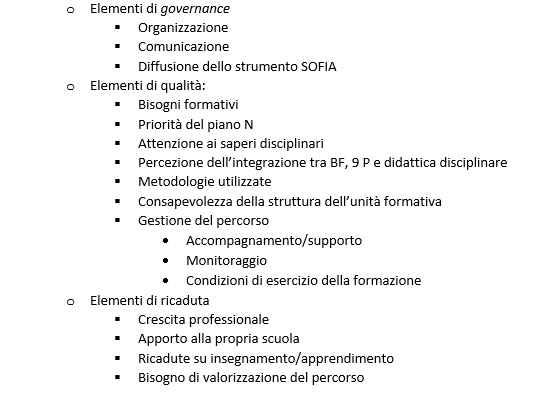 o Elementi di governance
▪ Organizzazione
▪ Comunicazione
▪ Diffusione dello strumento SOFIA
o Elementi di qualità:
▪ Bisogni formativi
▪ Priorità del piano N
▪ Attenzione ai saperi disciplinari
▪ Percezione dell'integrazione tra BF, 9 P e didattica disciplinare
▪ Metodologie utilizzate
▪ Consapevolezza della struttura dell'unità formativa
▪ Gestione del percorso
• Accompagnamento/supporto
• Monitoraggio
• Condizioni di esercizio della formazione
o Elementi di ricaduta
▪ Crescita professionale
▪ Apporto alla propria scuola
▪ Ricadute su insegnamento/apprendimento
▪ Bisogno di valorizzazione del percorso